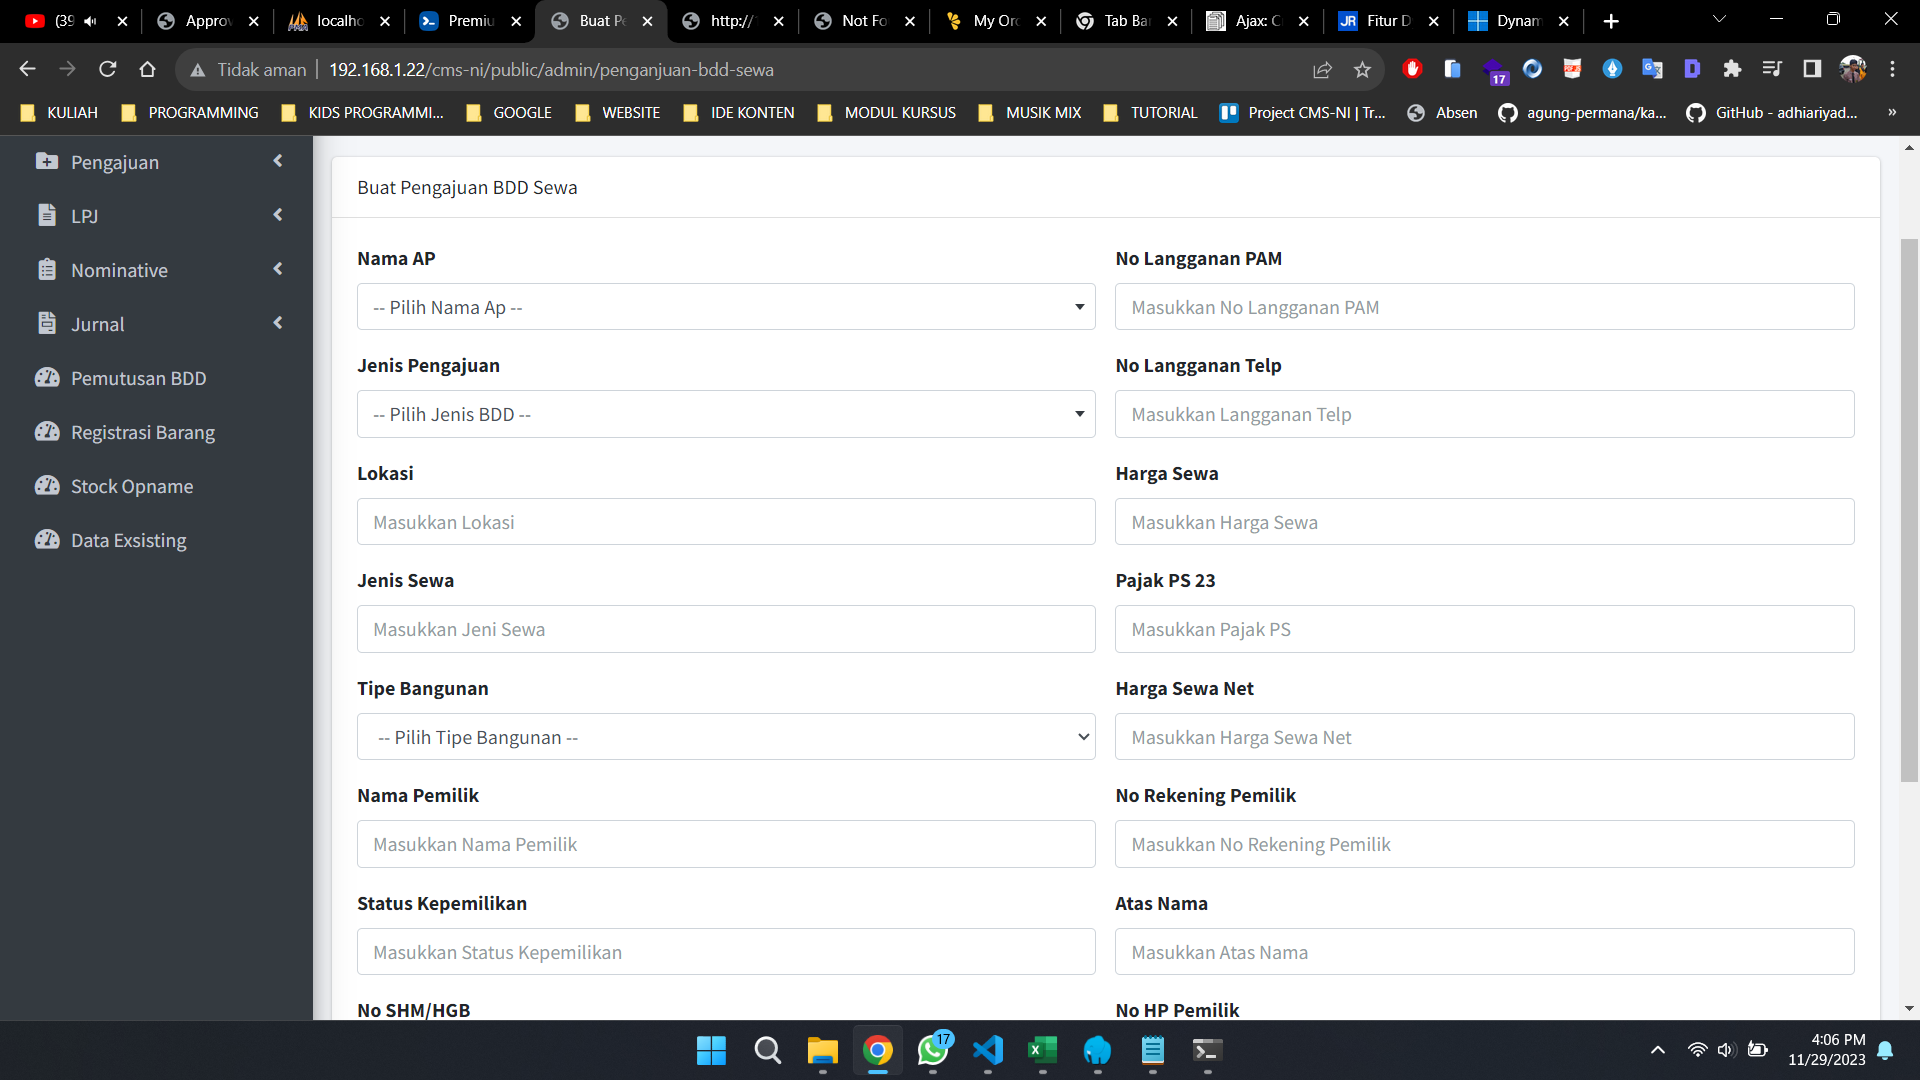 (39
Approv
localho
Premiu
Buat Pe
http://
Not Fo
My Ord
Tab Bar
Ajax: C
Fitur D
Dynam
Tidak aman
192.168.1.22/cms-ni/public/admin/penganjuan-bdd-sewa
17
KULIAH
PROGRAMMING
KIDS PROGRAMMI...
GOOGLE
WEBSITE
IDE KONTEN
MODUL KURSUS
MUSIK MIX
TUTORIAL
Project CMS-NI | Tr...
Absen
agung-permana/ka...
GitHub - adhiariyad...
»
Pengajuan
LPJ
Nominative
Jurnal
Pemutusan BDD
Registrasi Barang
Stock Opname
Data Exsisting
Buat Pengajuan BDD Sewa
Nama AP
-- Pilih Nama Ap --
Jenis Pengajuan
-- Pilih Jenis BDD --
Lokasi
Masukkan Lokasi
Jenis Sewa
Masukkan Jeni Sewa
Tipe Bangunan
-- Pilih Tipe Bangunan --
Nama Pemilik
Masukkan Nama Pemilik
Status Kepemilikan
Masukkan Status Kepemilikan
No SHM/HGB
No Langganan PAM
Masukkan No Langganan PAM
No Langganan Telp
Masukkan Langganan Telp
Harga Sewa
Masukkan Harga Sewa
Pajak PS 23
Masukkan Pajak PS
Harga Sewa Net
Masukkan Harga Sewa Net
No Rekening Pemilik
Masukkan No Rekening Pemilik
Atas Nama
Masukkan Atas Nama
No HP Pemilik
17
4:06 PM
11/29/2023